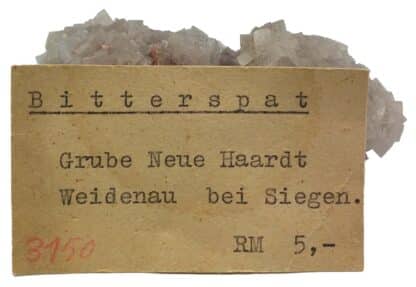 Bitterspat
Grube Neue Haardt
Weidenau bei Siegen.
3150 RM 5,-